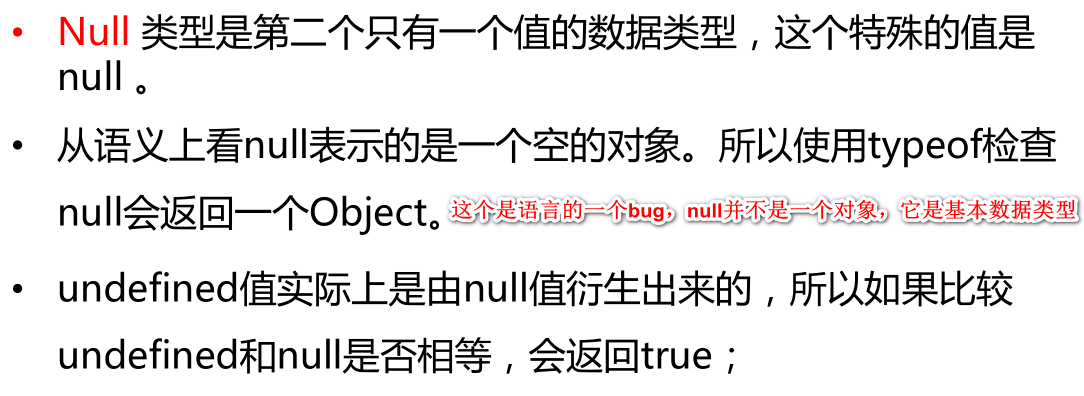 • Null 类型是第二个只有一个值的数据类型，这个特殊的值是
null 。
• 从语义上看null表示的是一个空的对象。所以使用typeof检查
null会返回一个Object。这个是语言的一个bug，null并不是一个对象，它是基本数据类型
• undefined值实际上是由null值衍生出来的，所以如果比较
undefined和null是否相等，会返回true；